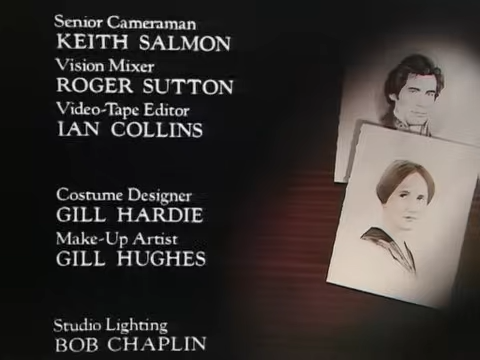 Senior Cameraman
KEITH SALMON
Vision Mixer
ROGER SUTTON
Video-Tape Editor
IAN COLLINS
Costume Designer
GILL HARDIE
Make-Up Artist
GILL HUGHES
Studio Lighting
BOB CHAPLIN